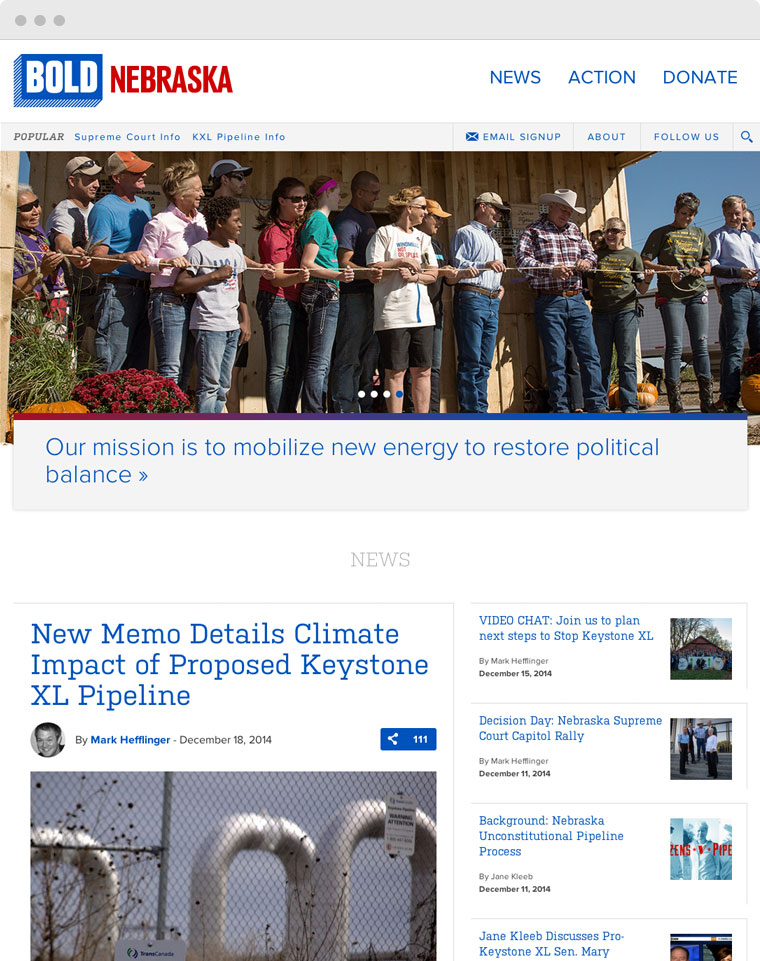 BOLD NEBRASKA
NEWS
ACTION
DONATE
POPULAR
Supreme Court Info
KXL Pipeline Info
EMAIL SIGNUP
ABOUT
FOLLOW US
Our mission is to mobilize new energy to restore political
balance »
NEWS
New Memo Details Climate
Impact of Proposed Keystone
XL Pipeline
By Mark Hefflinger - December 18, 2014
111
WARNING
TransCanada
VIDEO CHAT: Join us to plan
next steps to Stop Keystone XL
By Mark Hefflinger
December 15, 2014
Decision Day: Nebraska Supreme
Court Capitol Rally
By Mark Hefflinger
December 11, 2014
Background: Nebraska
Unconstitutional Pipeline
Process
By Jane Kleeb
December 11, 2014
ZENS v PIPE
Jane Kleeb Discusses Pro-
Keystone XL Sen. Mary